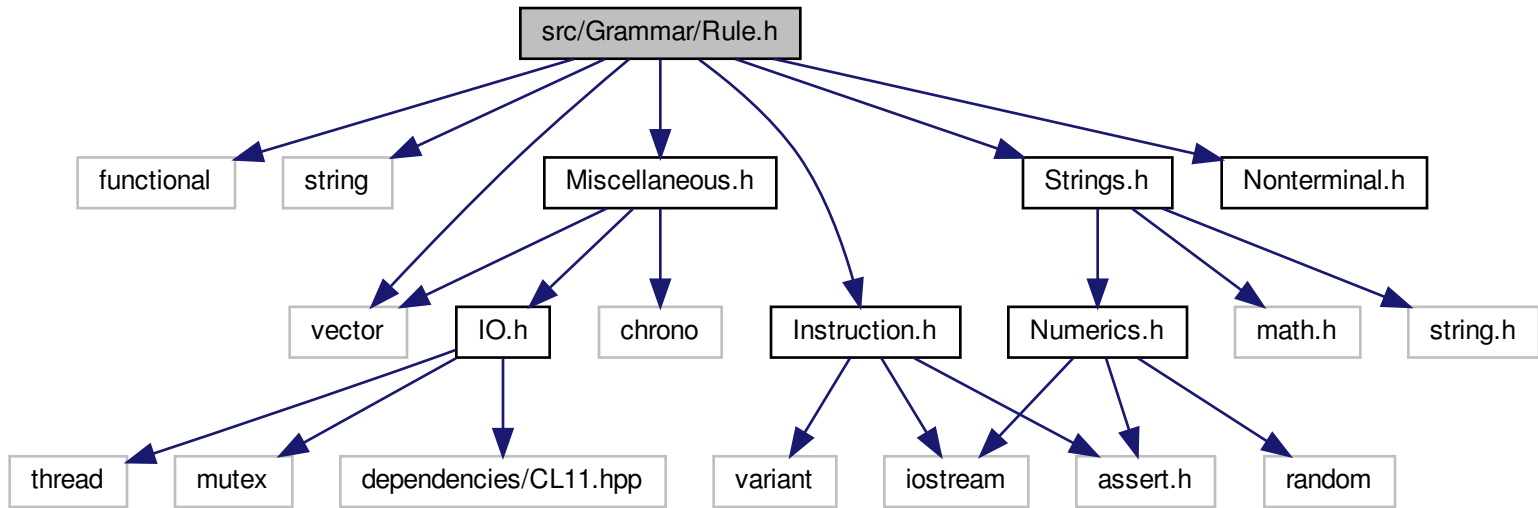 src/Grammar/Rule.h
functional
string
Miscellaneous.h
Strings.h
Nonterminal.h
vector
IO.h
chrono
Instruction.h
Numerics.h
math.h
string.h
thread
mutex
dependencies/CL11.hpp
variant
iostream
assert.h
random